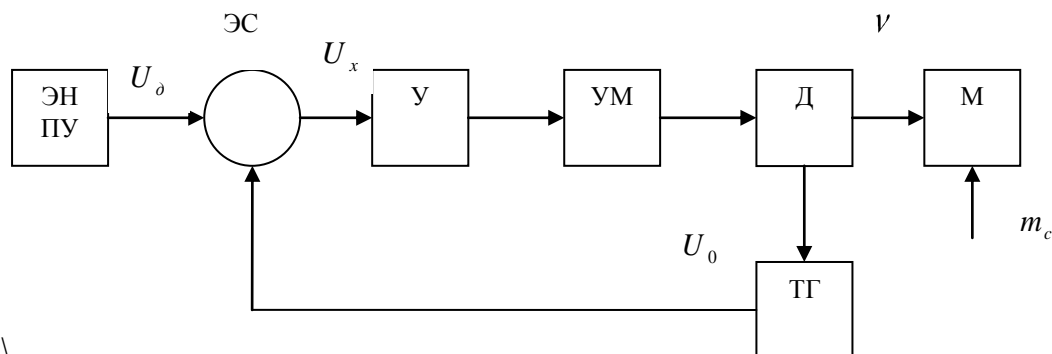 ЭС
ν
U_x
U_д
ЭН
ПУ
У
УМ
Д
М
m_c
U_0
ТГ
\